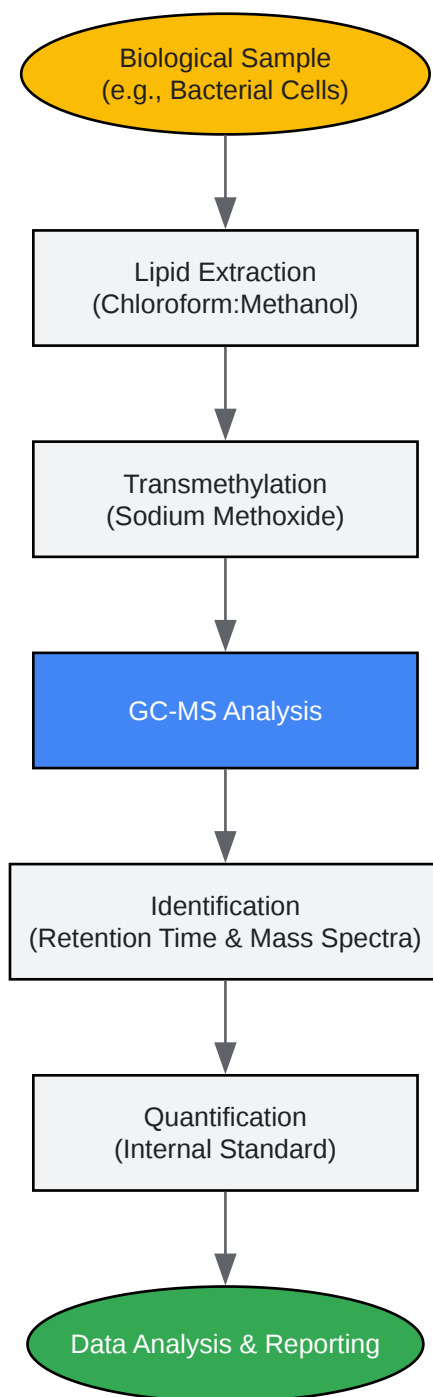 Biological Sample
(e.g., Bacterial Cells)
Lipid Extraction
(Chloroform:Methanol)
Transmethylation
(Sodium Methoxide)
GC-MS Analysis
Identification
(Retention Time & Mass Spectra)
Quantification
(Internal Standard)
Data Analysis & Reporting